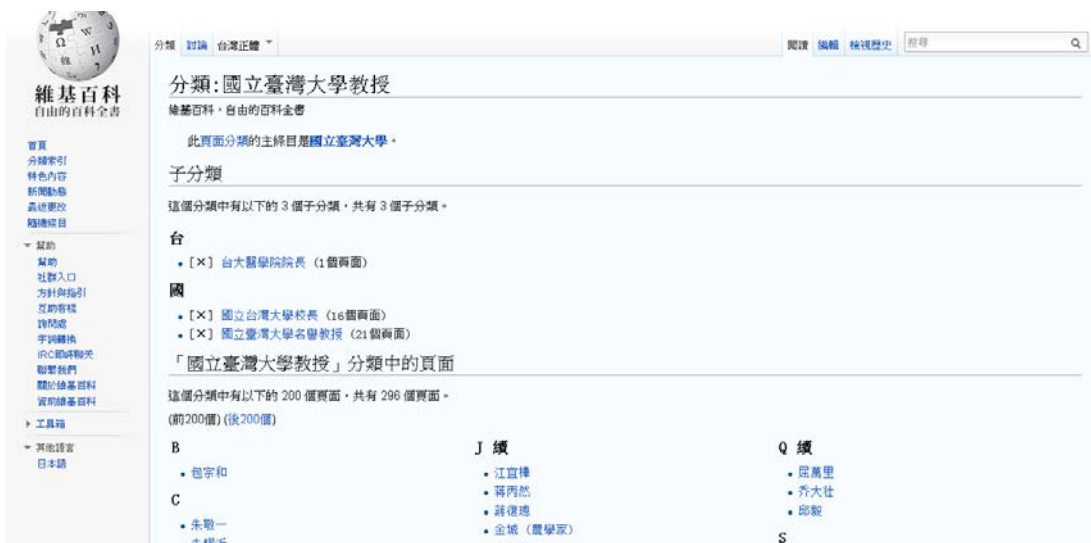 維基百科
自由的百科全書
首頁
分類索引
特色內容
新聞動態
最近更改
隨機條目
幫助
幫助
社群入口
方針與指引
互助客棧
詢問處
字詞轉換
IRC即時聊天
聯繫我們
關於維基百科
資助維基百科
工具箱
其他語言
日本語
分類 討論 台灣正體
閱讀 編輯 檢視歷史 搜尋
分類:國立臺灣大學教授
維基百科,自由的百科全書
此頁面分類的主條目是國立臺灣大學。
子分類
這個分類中有以下的 3 個子分類,共有 3 個子分類。
台
[×] 台大醫學院院長 (1個頁面)
國
[×] 國立台灣大學校長 (16個頁面)
[×] 國立臺灣大學名譽教授 (21個頁面)
「國立臺灣大學教授」分類中的頁面
這個分類中有以下的 200 個頁面,共有 296 個頁面。
(前200個) (後200個)
B
包宗和
C
朱敬一
J 續
江宜樺
蔣丙然
蔣復璁
金城 (農學家)
Q 續
屈萬里
乔大壮
邱毅
S